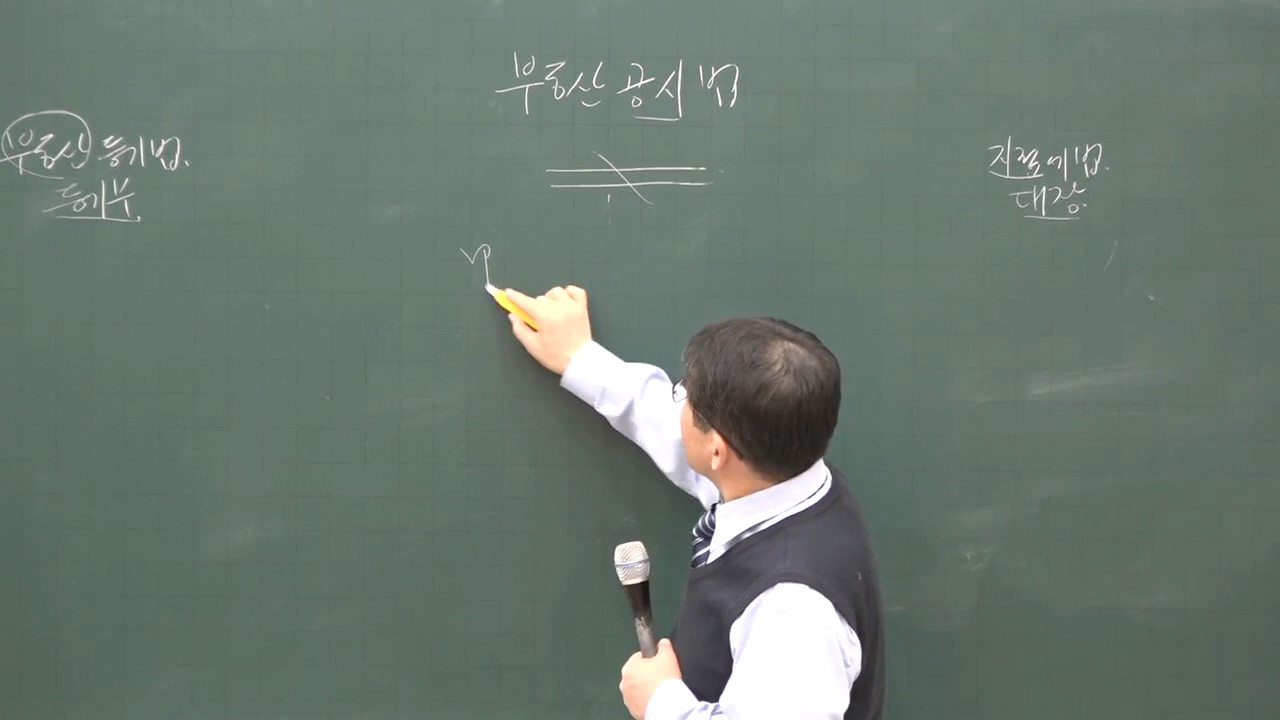 부동산 공시법
부동산 등기법.
등기부
지적에 법.
대장